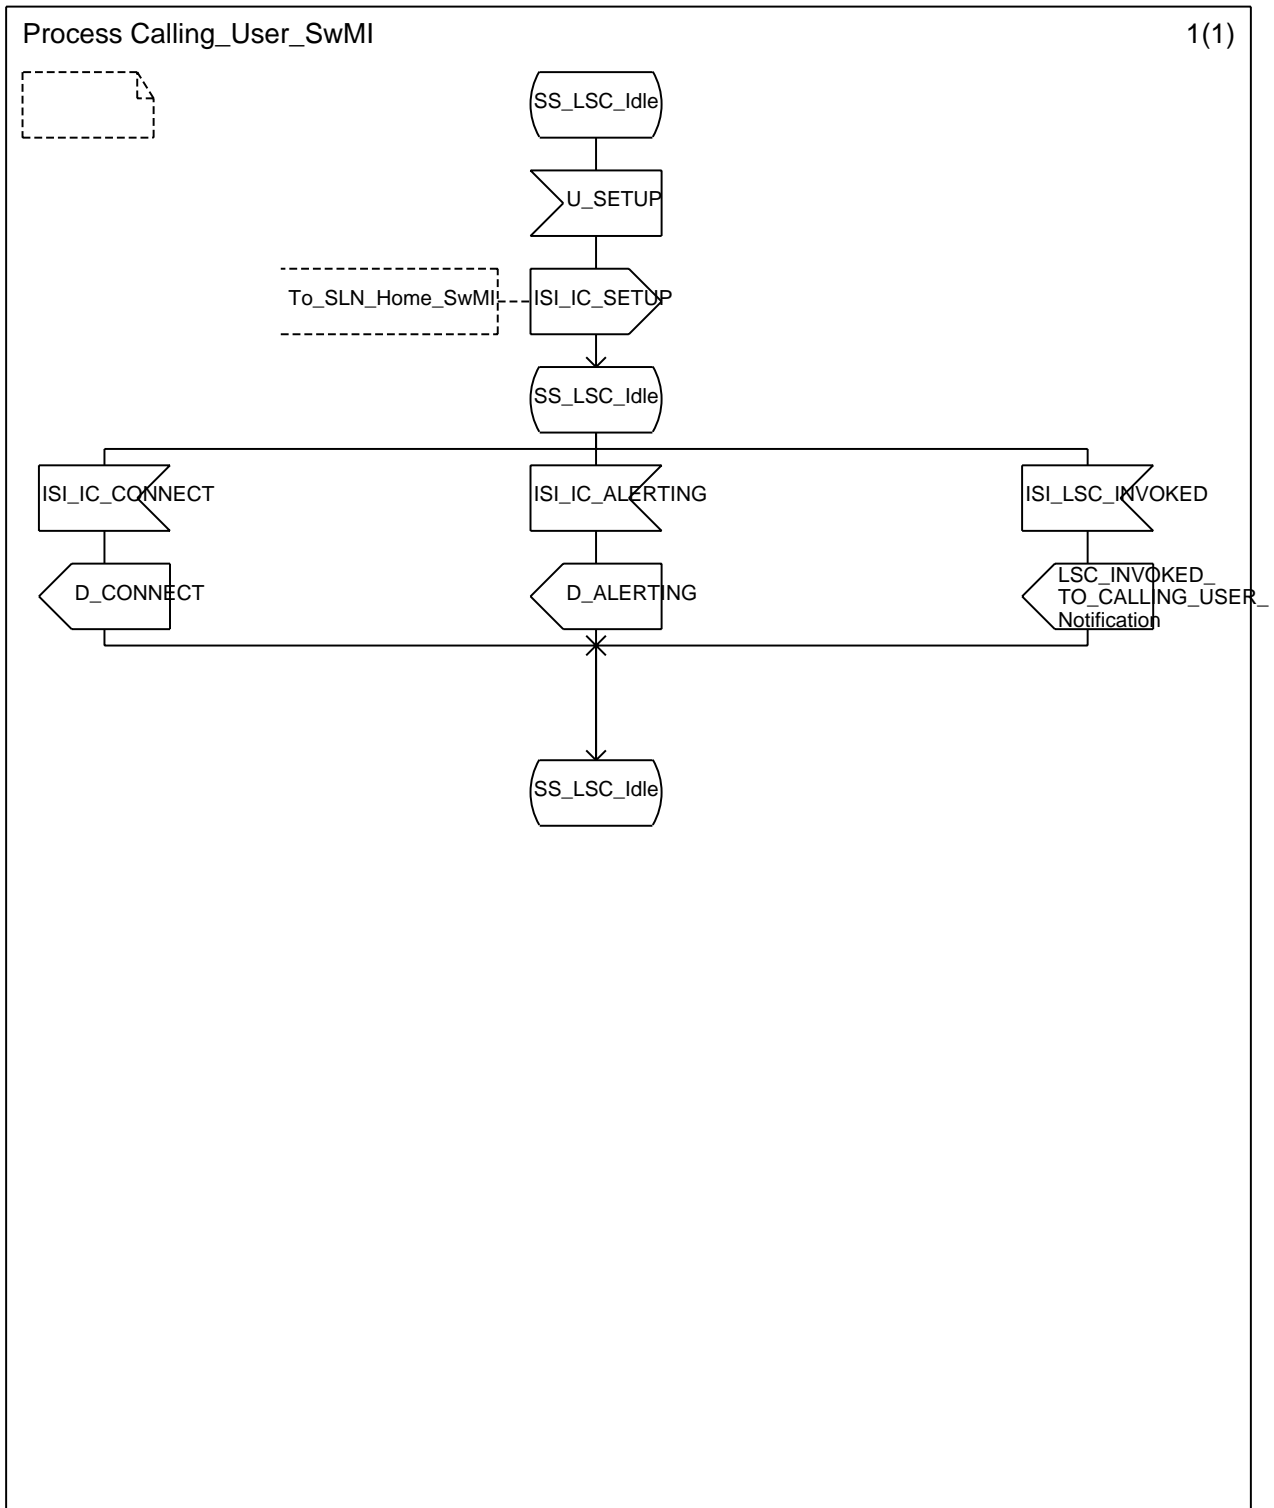 Process Calling_User_SwMI
1(1)
SS_LSC_Idle
U_SETUP
To_SLN_Home_SwMI
ISI_IC_SETUP
SS_LSC_Idle
ISI_IC_CONNECT
ISI_IC_ALERTING
ISI_LSC_INVOKED
D_CONNECT
D_ALERTING
LSC_INVOKED_
TO_CALLING_USER_
Notification
SS_LSC_Idle